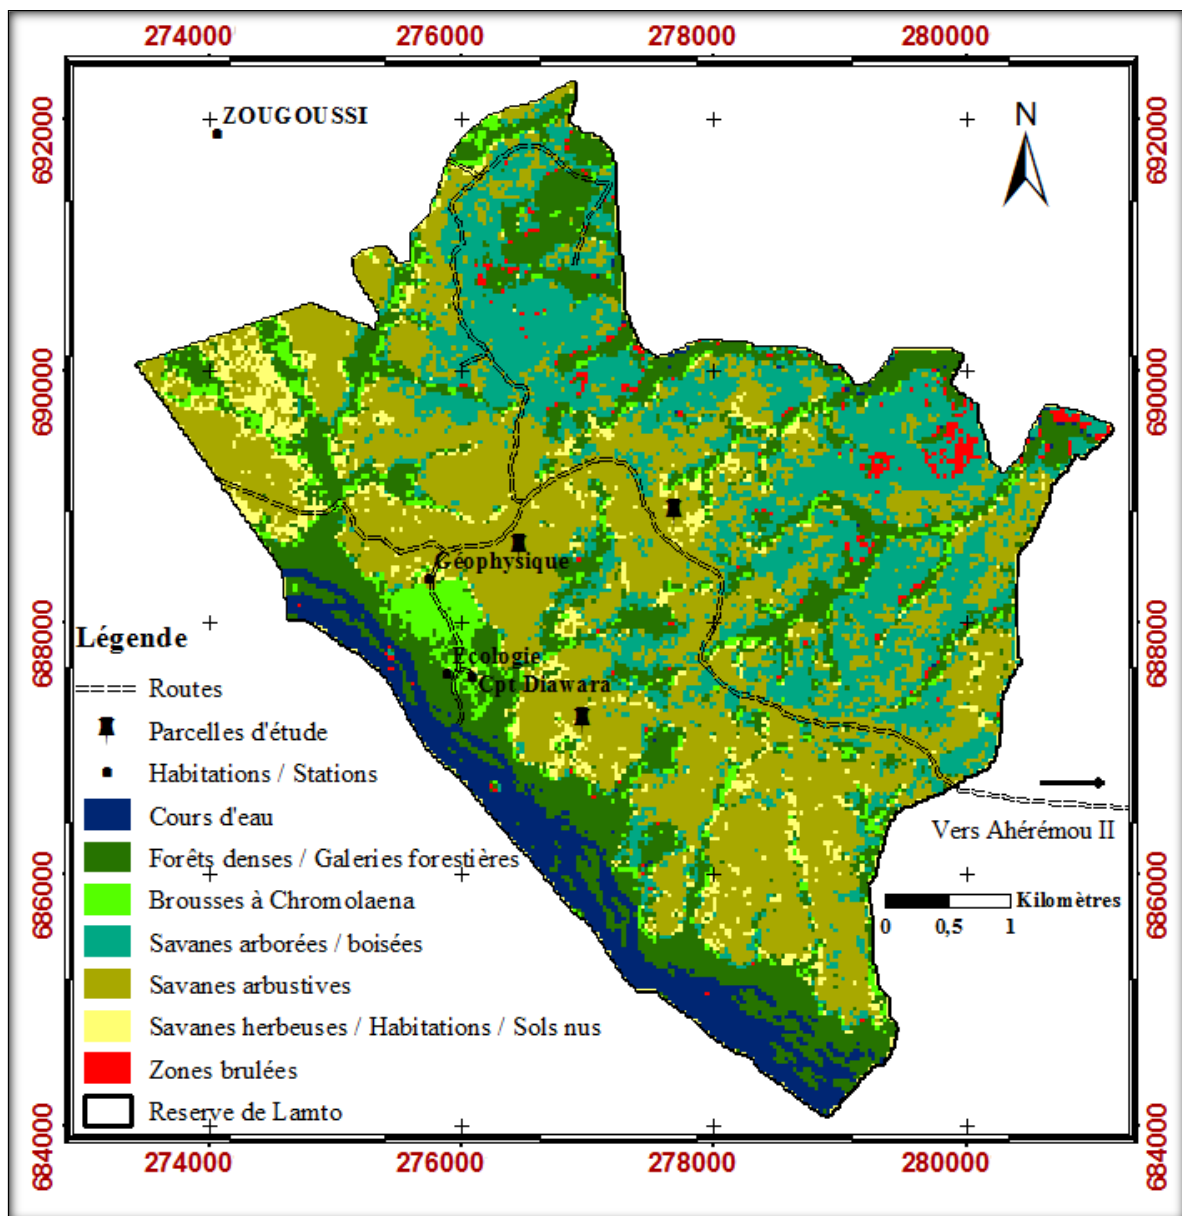 274000 276000 278000 280000
692000 692000
ZOUGOUSSI
N
690000 690000
Géophysique
688000 688000
Ecologie
Cpt Diawara
Légende
Routes
Parcelles d'étude
Habitations / Stations
Cours d'eau
Forêts denses / Galeries forestières
Brousses à Chromolaena
Savanes arborées / boisées
Savanes arbustives
Savanes herbeuses / Habitations / Sols nus
Zones brulées
Reserve de Lamto
Vers Ahérémou II
686000 686000
Kilomètres
0 0,5 1
684000 684000
274000 276000 278000 280000